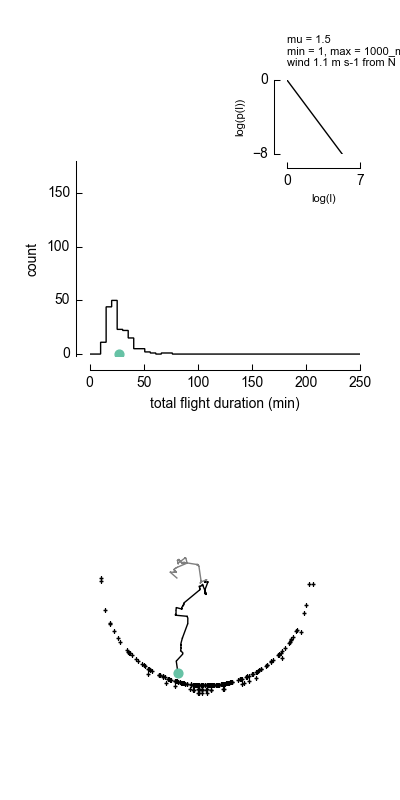 mu = 1.5
min = 1, max = 1000_m
wind 1.1 m s-1 from N
0
log(p(l))
−8
0
7
log(l)
150
100
50
0
count
0
50
100
150
200
250
total flight duration (min)